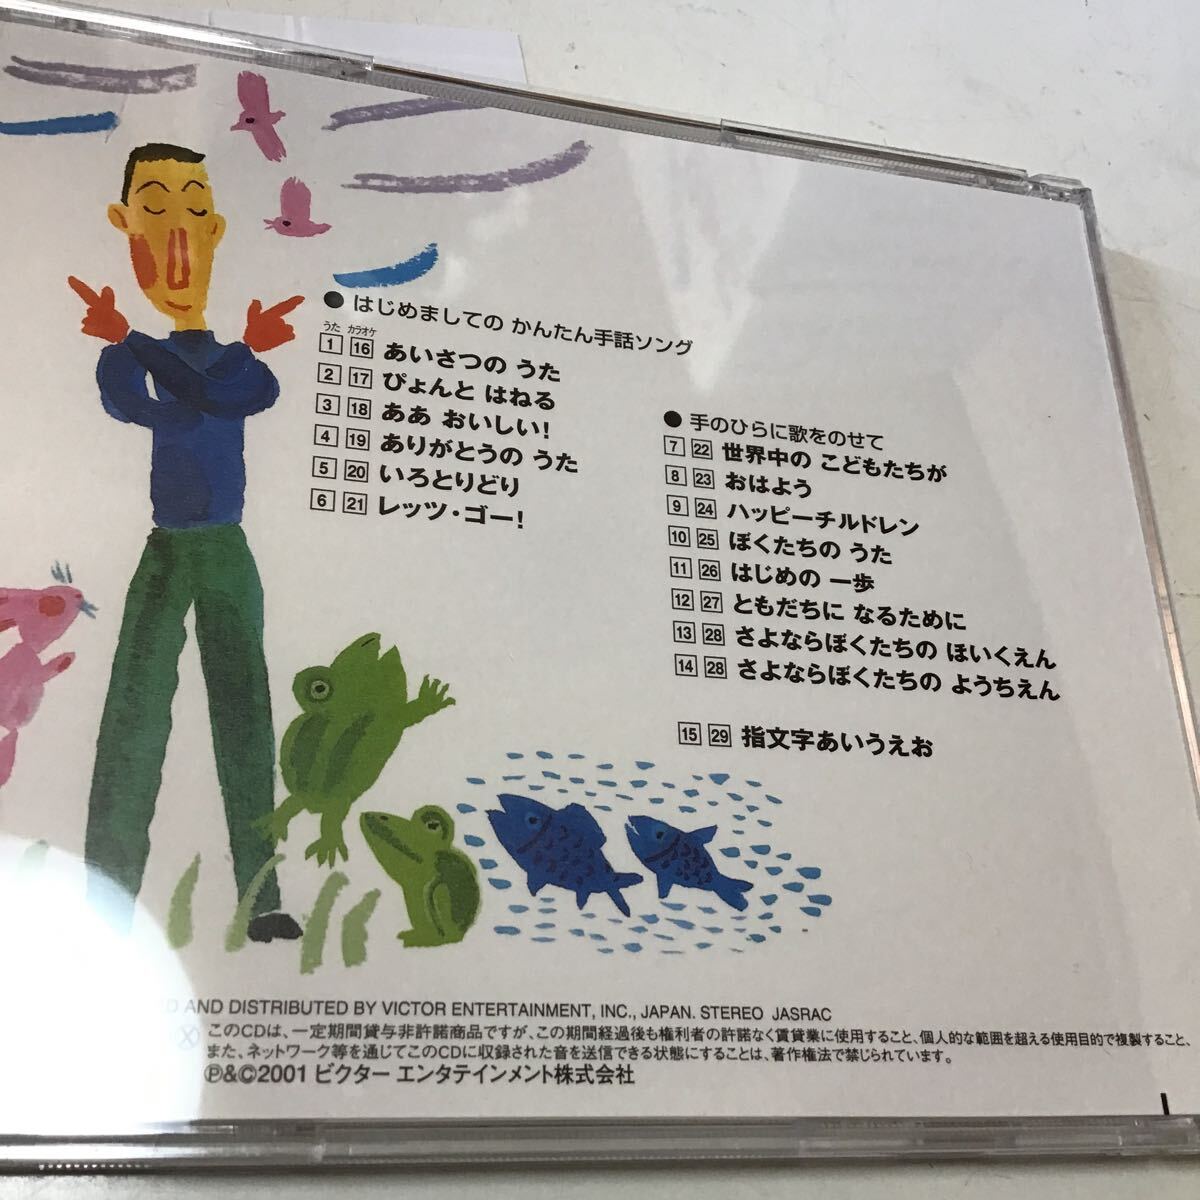 ● はじめましての かんたん手話ソング
うた カラオケ
1 16 あいさつの うた
2 17 ぴょんと はねる
3 18 ああ おいしい!
4 19 ありがとうの うた
5 20 いろとりどり
6 21 レッツ・ゴー!
● 手のひらに歌をのせて
7 22 世界中の こどもたちが
8 23 おはよう
9 24 ハッピーチルドレン
10 25 ぼくたちの うた
11 26 はじめの 一歩
12 27 ともだちに なるために
13 28 さよならぼくたちの ほいくえん
14 28 さよならぼくたちの ようちえん
15 29 指文字あいうえお
AND DISTRIBUTED BY VICTOR ENTERTAINMENT, INC., JAPAN. STEREO JASRAC
X このCDは、一定期間貸与非許諾商品ですが、この期間経過後も権利者の許諾なく賃貸業に使用すること、個人的な範囲を超える使用目的で複製すること、
また、ネットワーク等を通じてこのCDに収録された音を送信できる状態にすることは、著作権法で禁じられています。
℗&©2001 ビクター エンタテインメント株式会社